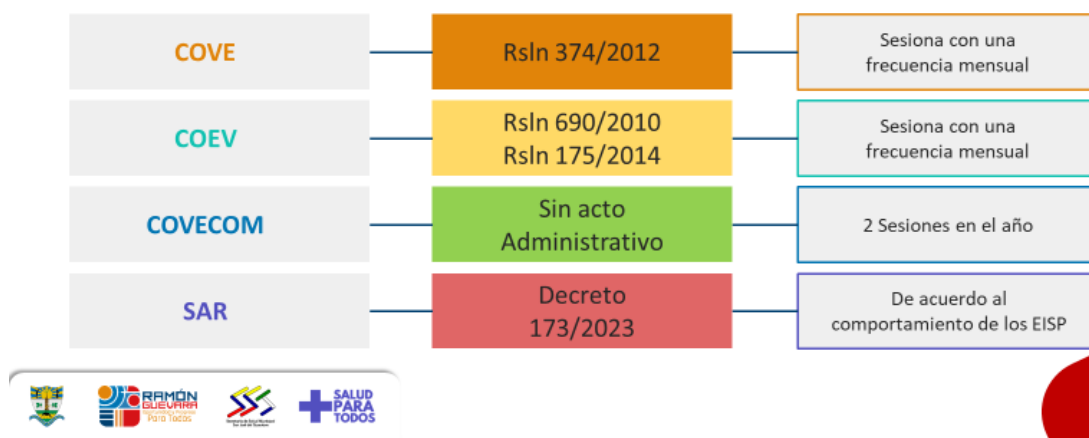 COVE
Rsln 374/2012
Sesiona con una
frecuencia mensual
COEV
Rsln 690/2010
Rsln 175/2014
Sesiona con una
frecuencia mensual
COVECOM
Sin acto
Administrativo
2 Sesiones en el año
SAR
Decreto
173/2023
De acuerdo al
comportamiento de los EISP
RAMÓN
GUEVARA
Para Todos
SALUD
PARA
TODOS